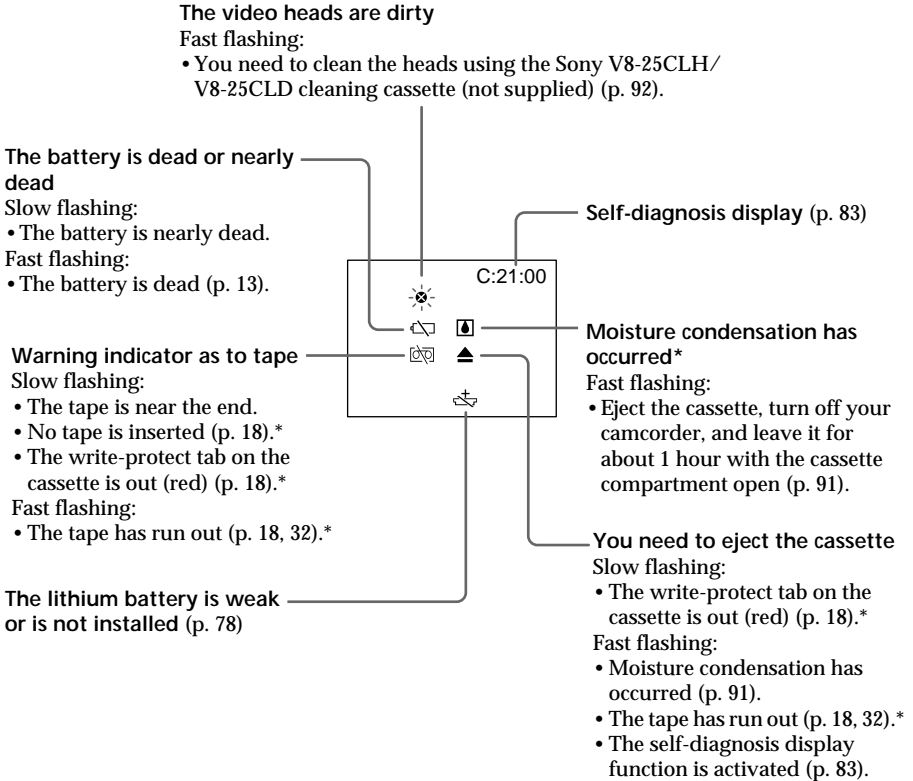 The video heads are dirty
Fast flashing:
•You need to clean the heads using the Sony V8-25CLH/
V8-25CLD cleaning cassette (not supplied) (p. 92).
The battery is dead or nearly
dead
Slow flashing:
•The battery is nearly dead.
Fast flashing:
•The battery is dead (p. 13).
Warning indicator as to tape
Slow flashing:
•The tape is near the end.
•No tape is inserted (p. 18).*
•The write-protect tab on the
cassette is out (red) (p. 18).*
Fast flashing:
•The tape has run out (p. 18, 32).*
The lithium battery is weak
or is not installed (p. 78)
C:21:00
Self-diagnosis display (p. 83)
Moisture condensation has
occurred*
Fast flashing:
•Eject the cassette, turn off your
camcorder, and leave it for
about 1 hour with the cassette
compartment open (p. 91).
You need to eject the cassette
Slow flashing:
•The write-protect tab on the
cassette is out (red) (p. 18).*
Fast flashing:
•Moisture condensation has
occurred (p. 91).
•The tape has run out (p. 18, 32).*
•The self-diagnosis display
function is activated (p. 83).